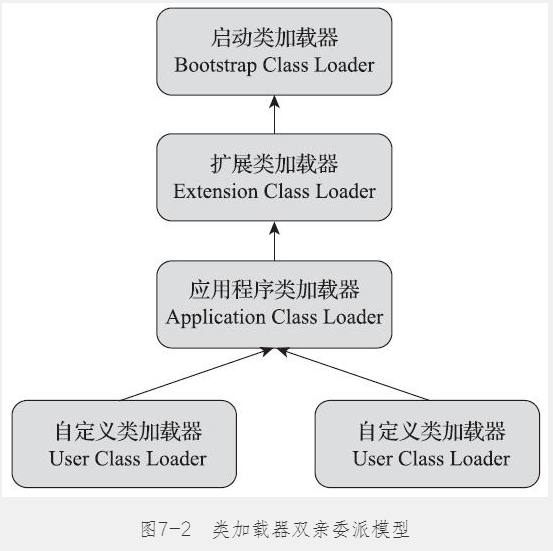 启动类加载器
Bootstrap Class Loader
扩展类加载器
Extension Class Loader
应用程序类加载器
Application Class Loader
自定义类加载器
User Class Loader
自定义类加载器
User Class Loader
图7-2 类加载器双亲委派模型